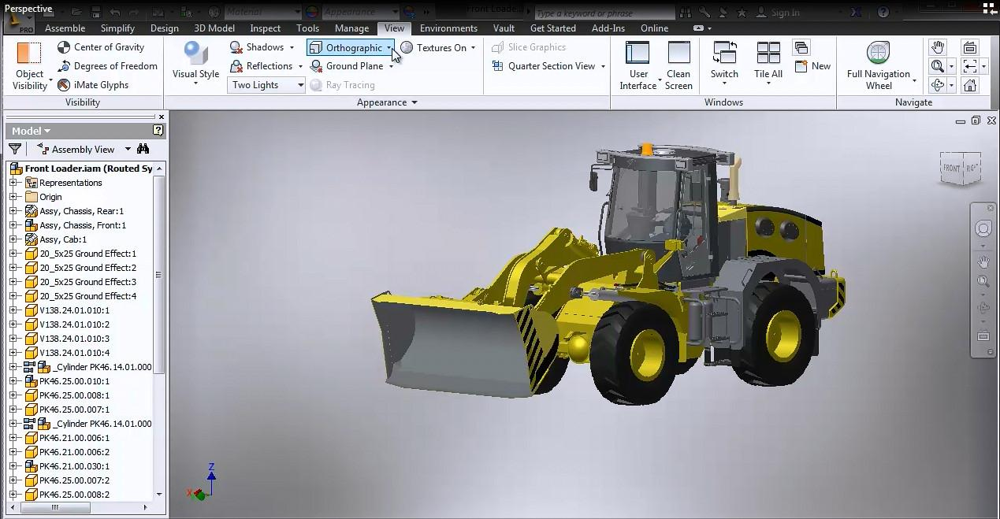 Perspective
Material
Appearance
Front Loade...
Type a keyword or phrase
Sign In
PRO
Assemble Simplify Design 3D Model Inspect Tools Manage View Environments Vault Get Started Add-Ins Online
Object Visibility
Center of Gravity
Degrees of Freedom
iMate Glyphs
Visibility
Visual Style
Shadows
Reflections
Two Lights
Orthographic
Ground Plane
Ray Tracing
Textures On
Appearance
Slice Graphics
Quarter Section View
User Interface
Clean Screen
Switch
Tile All
New
Windows
Full Navigation Wheel
Navigate
Model
Assembly View
Front Loader.iam (Routed Sy
Representations
Origin
Assy, Chassis, Rear:1
Assy, Chassis, Front:1
Assy, Cab:1
20_5x25 Ground Effect:1
20_5x25 Ground Effect:2
20_5x25 Ground Effect:3
20_5x25 Ground Effect:4
V138.24.01.010:1
V138.24.01.010:2
V138.24.01.010:3
V138.24.01.010:4
_Cylinder PK46.14.01.000
PK46.25.00.010:1
PK46.25.00.008:1
PK46.25.00.007:1
_Cylinder PK46.14.01.000
PK46.21.00.006:1
PK46.21.00.006:2
PK46.21.00.030:1
PK46.25.00.007:2
PK46.25.00.008:2
FRONT
Z
X
Y